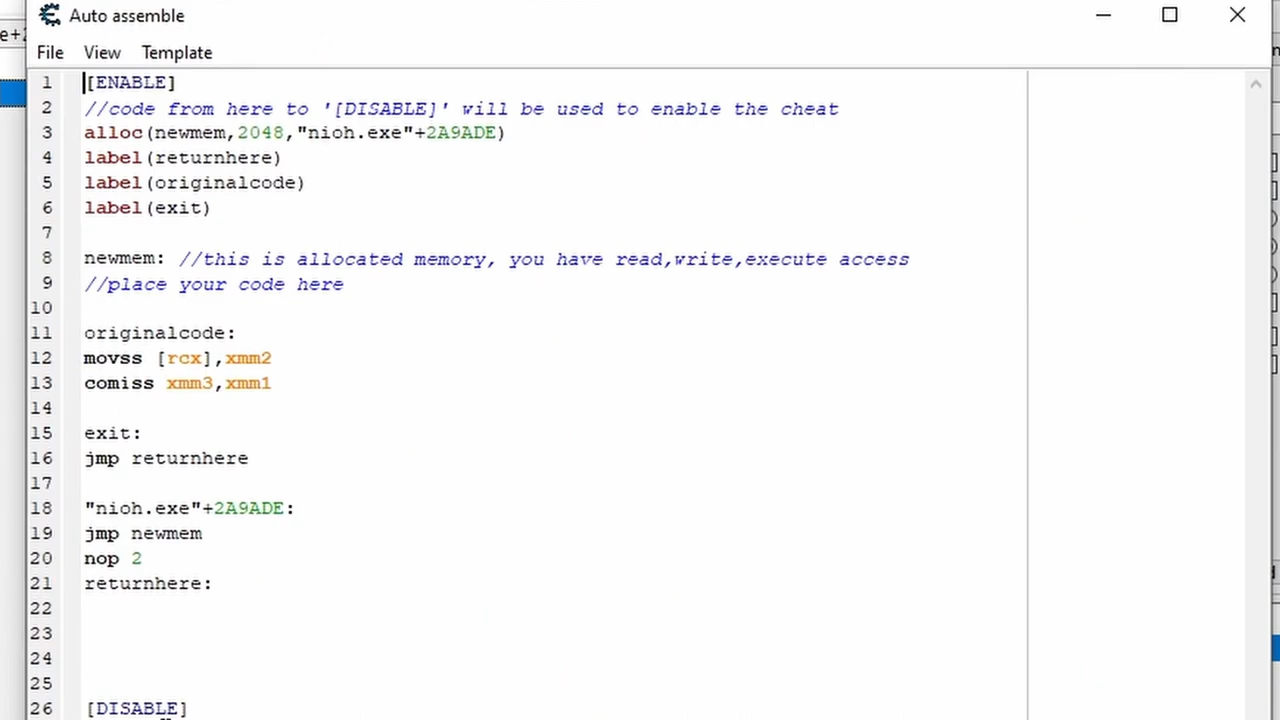 Auto assemble
File View Template
1 [ENABLE]
2 //code from here to '[DISABLE]' will be used to enable the cheat
3 alloc(newmem,2048,"nioh.exe"+2A9ADE)
4 label(returnhere)
5 label(originalcode)
6 label(exit)
7
8 newmem: //this is allocated memory, you have read,write,execute access
9 //place your code here
10
11 originalcode:
12 movss [rcx],xmm2
13 comiss xmm3,xmm1
14
15 exit:
16 jmp returnhere
17
18 "nioh.exe"+2A9ADE:
19 jmp newmem
20 nop 2
21 returnhere:
22
23
24
25
26 [DISABLE]